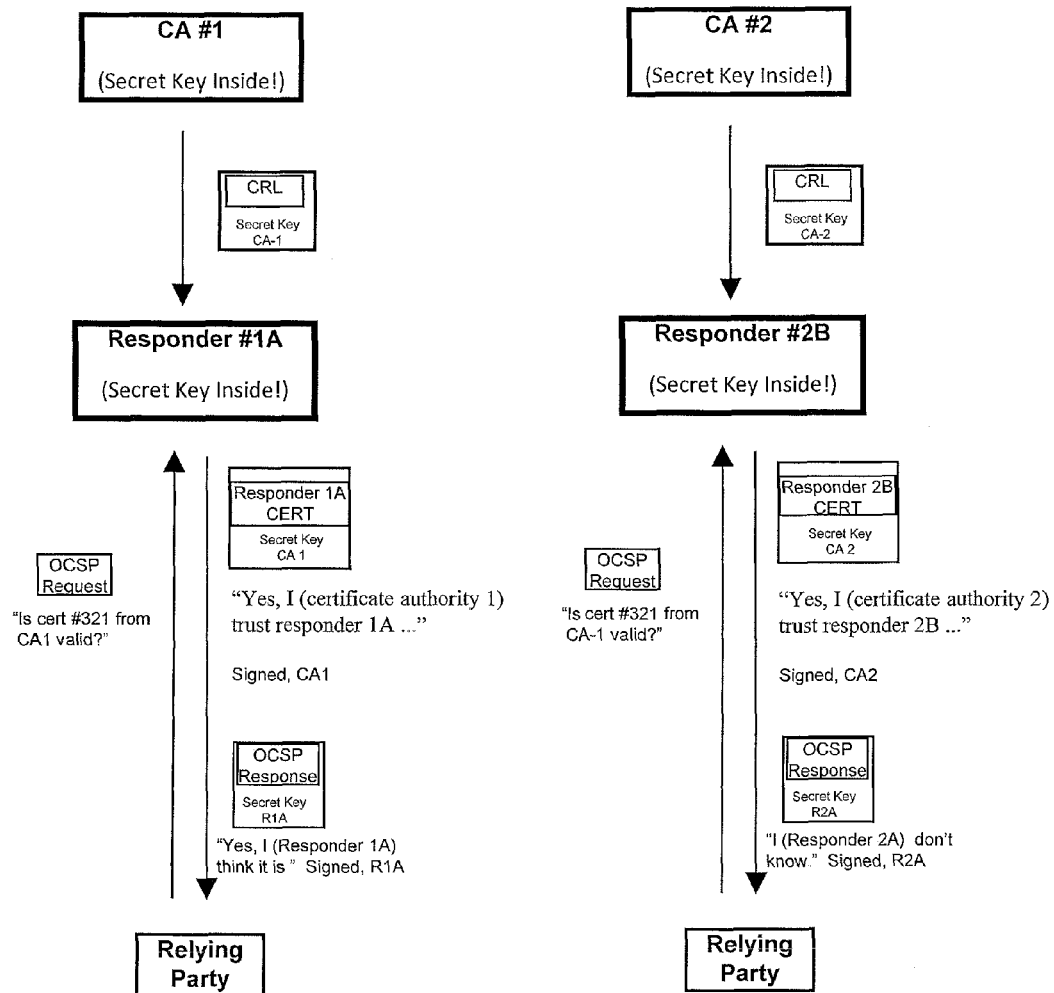 CA #1
(Secret Key Inside!)
CRL
Secret Key
CA-1
Responder #1A
(Secret Key Inside!)
Responder 1A
CERT
Secret Key
CA 1
OCSP
Request
"Is cert #321 from
CA1 valid?"
"Yes, I (certificate authority 1)
trust responder 1A ..."
Signed, CA1
OCSP
Response
Secret Key
R1A
"Yes, I (Responder 1A)
think it is " Signed, R1A
Relying
Party
CA #2
(Secret Key Inside!)
CRL
Secret Key
CA-2
Responder #2B
(Secret Key Inside!)
Responder 2B
CERT
Secret Key
CA 2
OCSP
Request
"Is cert #321 from
CA-1 valid?"
"Yes, I (certificate authority 2)
trust responder 2B ..."
Signed, CA2
OCSP
Response
Secret Key
R2A
"I (Responder 2A) don't
know." Signed, R2A
Relying
Party